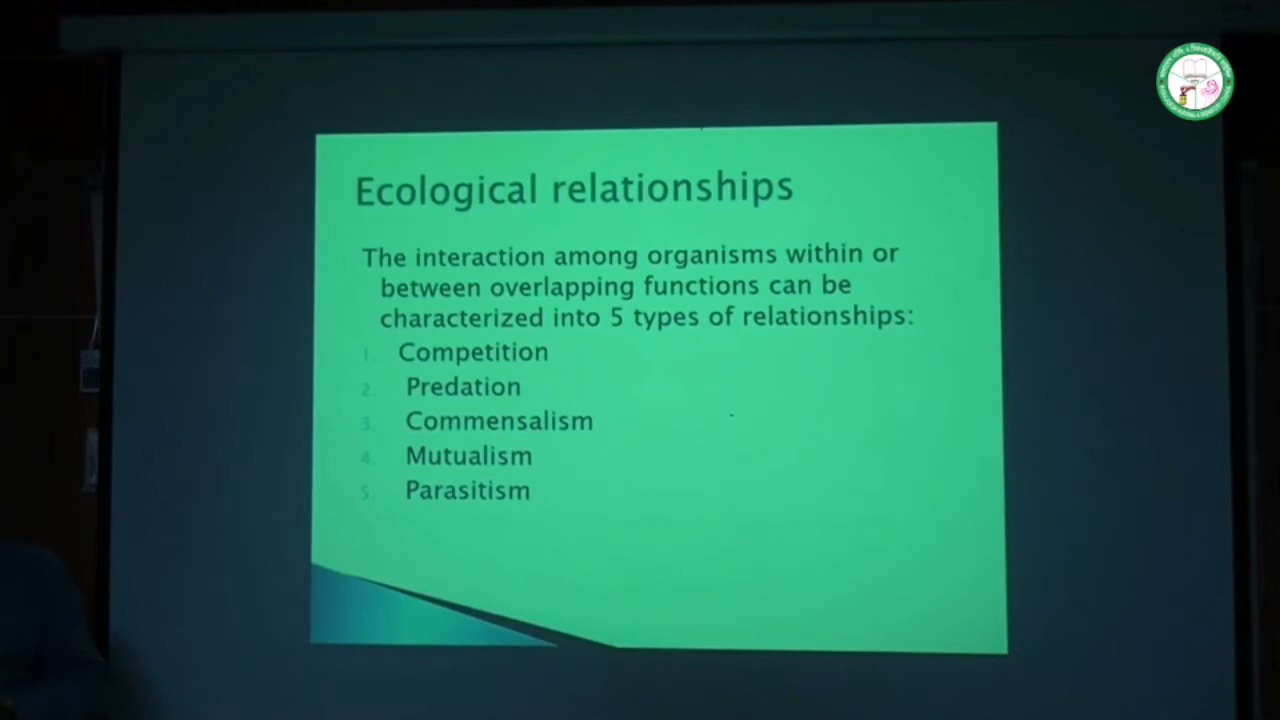 Ecological relationships
The interaction among organisms within or
between overlapping functions can be
characterized into 5 types of relationships:
1. Competition
2. Predation
3. Commensalism
4. Mutualism
5. Parasitism